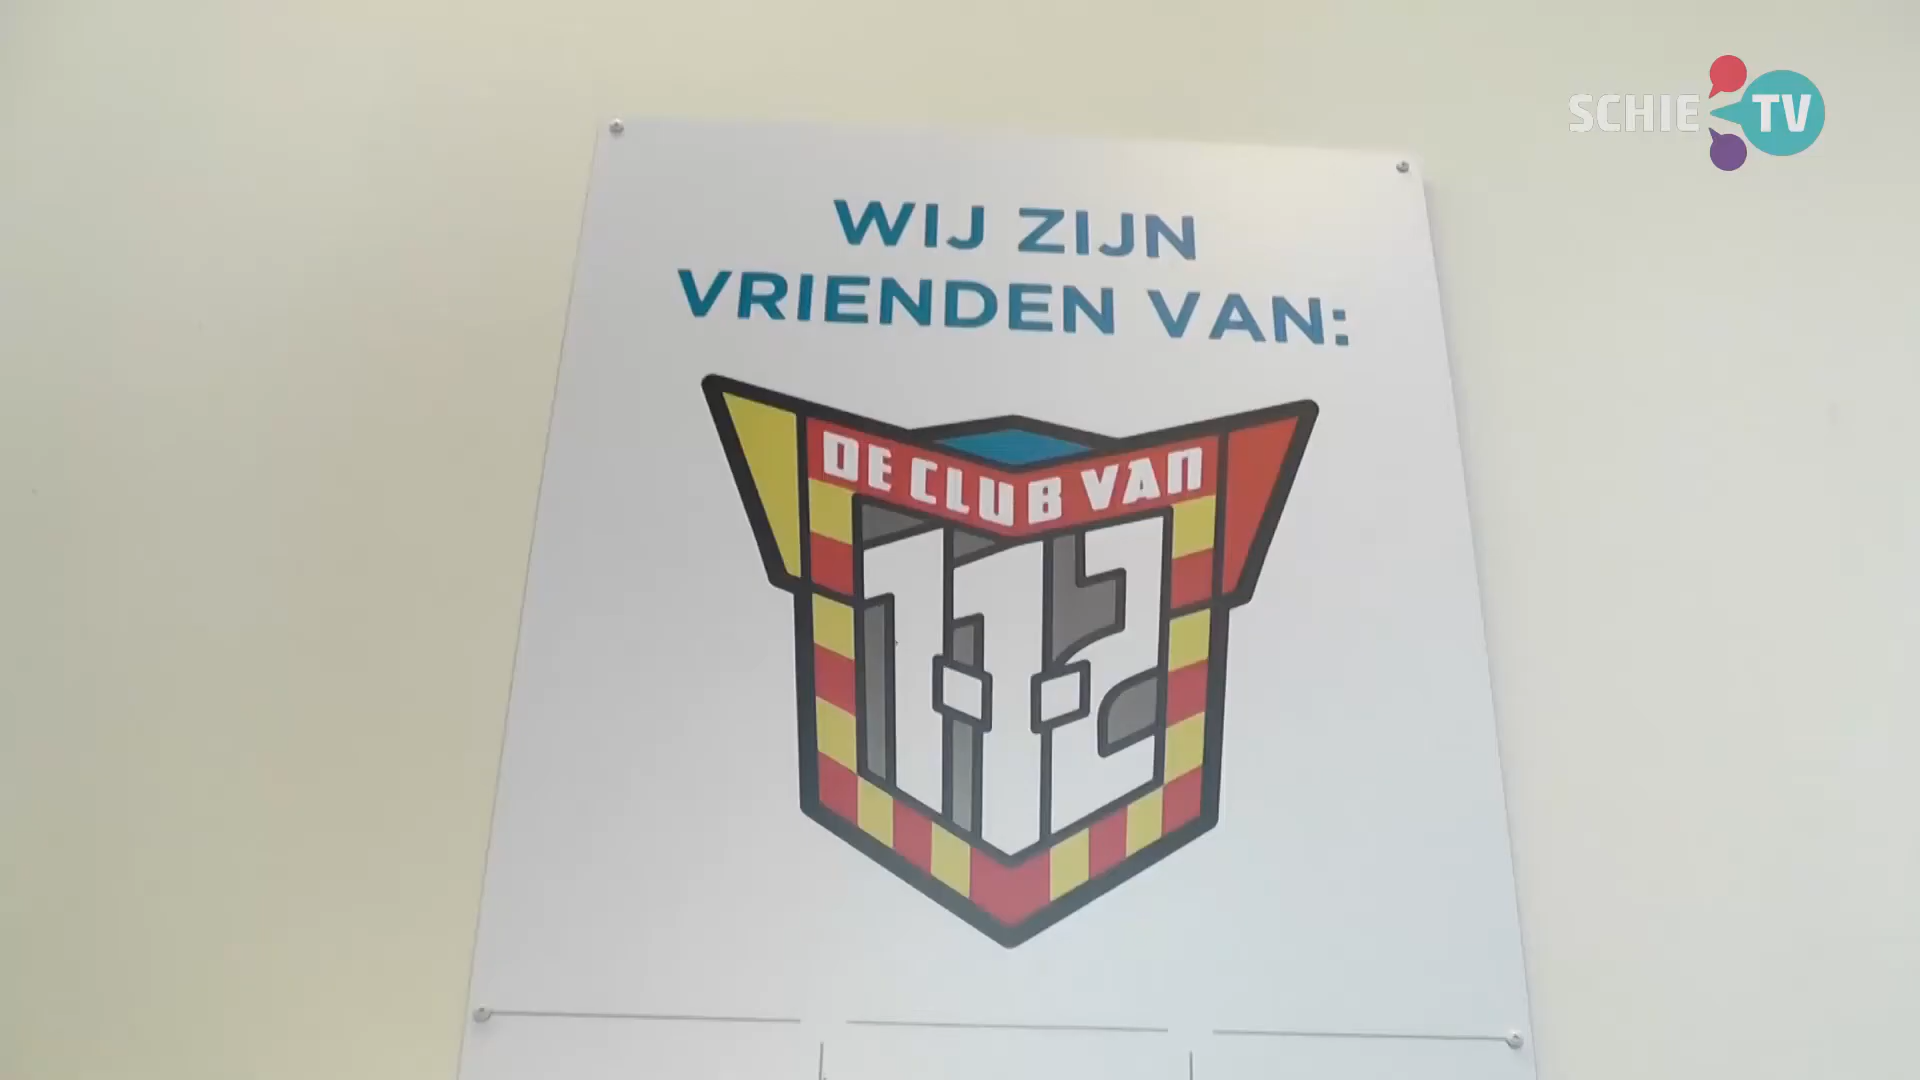 SCHIE TV
WIJ ZIJN
VRIENDEN VAN:
DE CLUB VAN
112